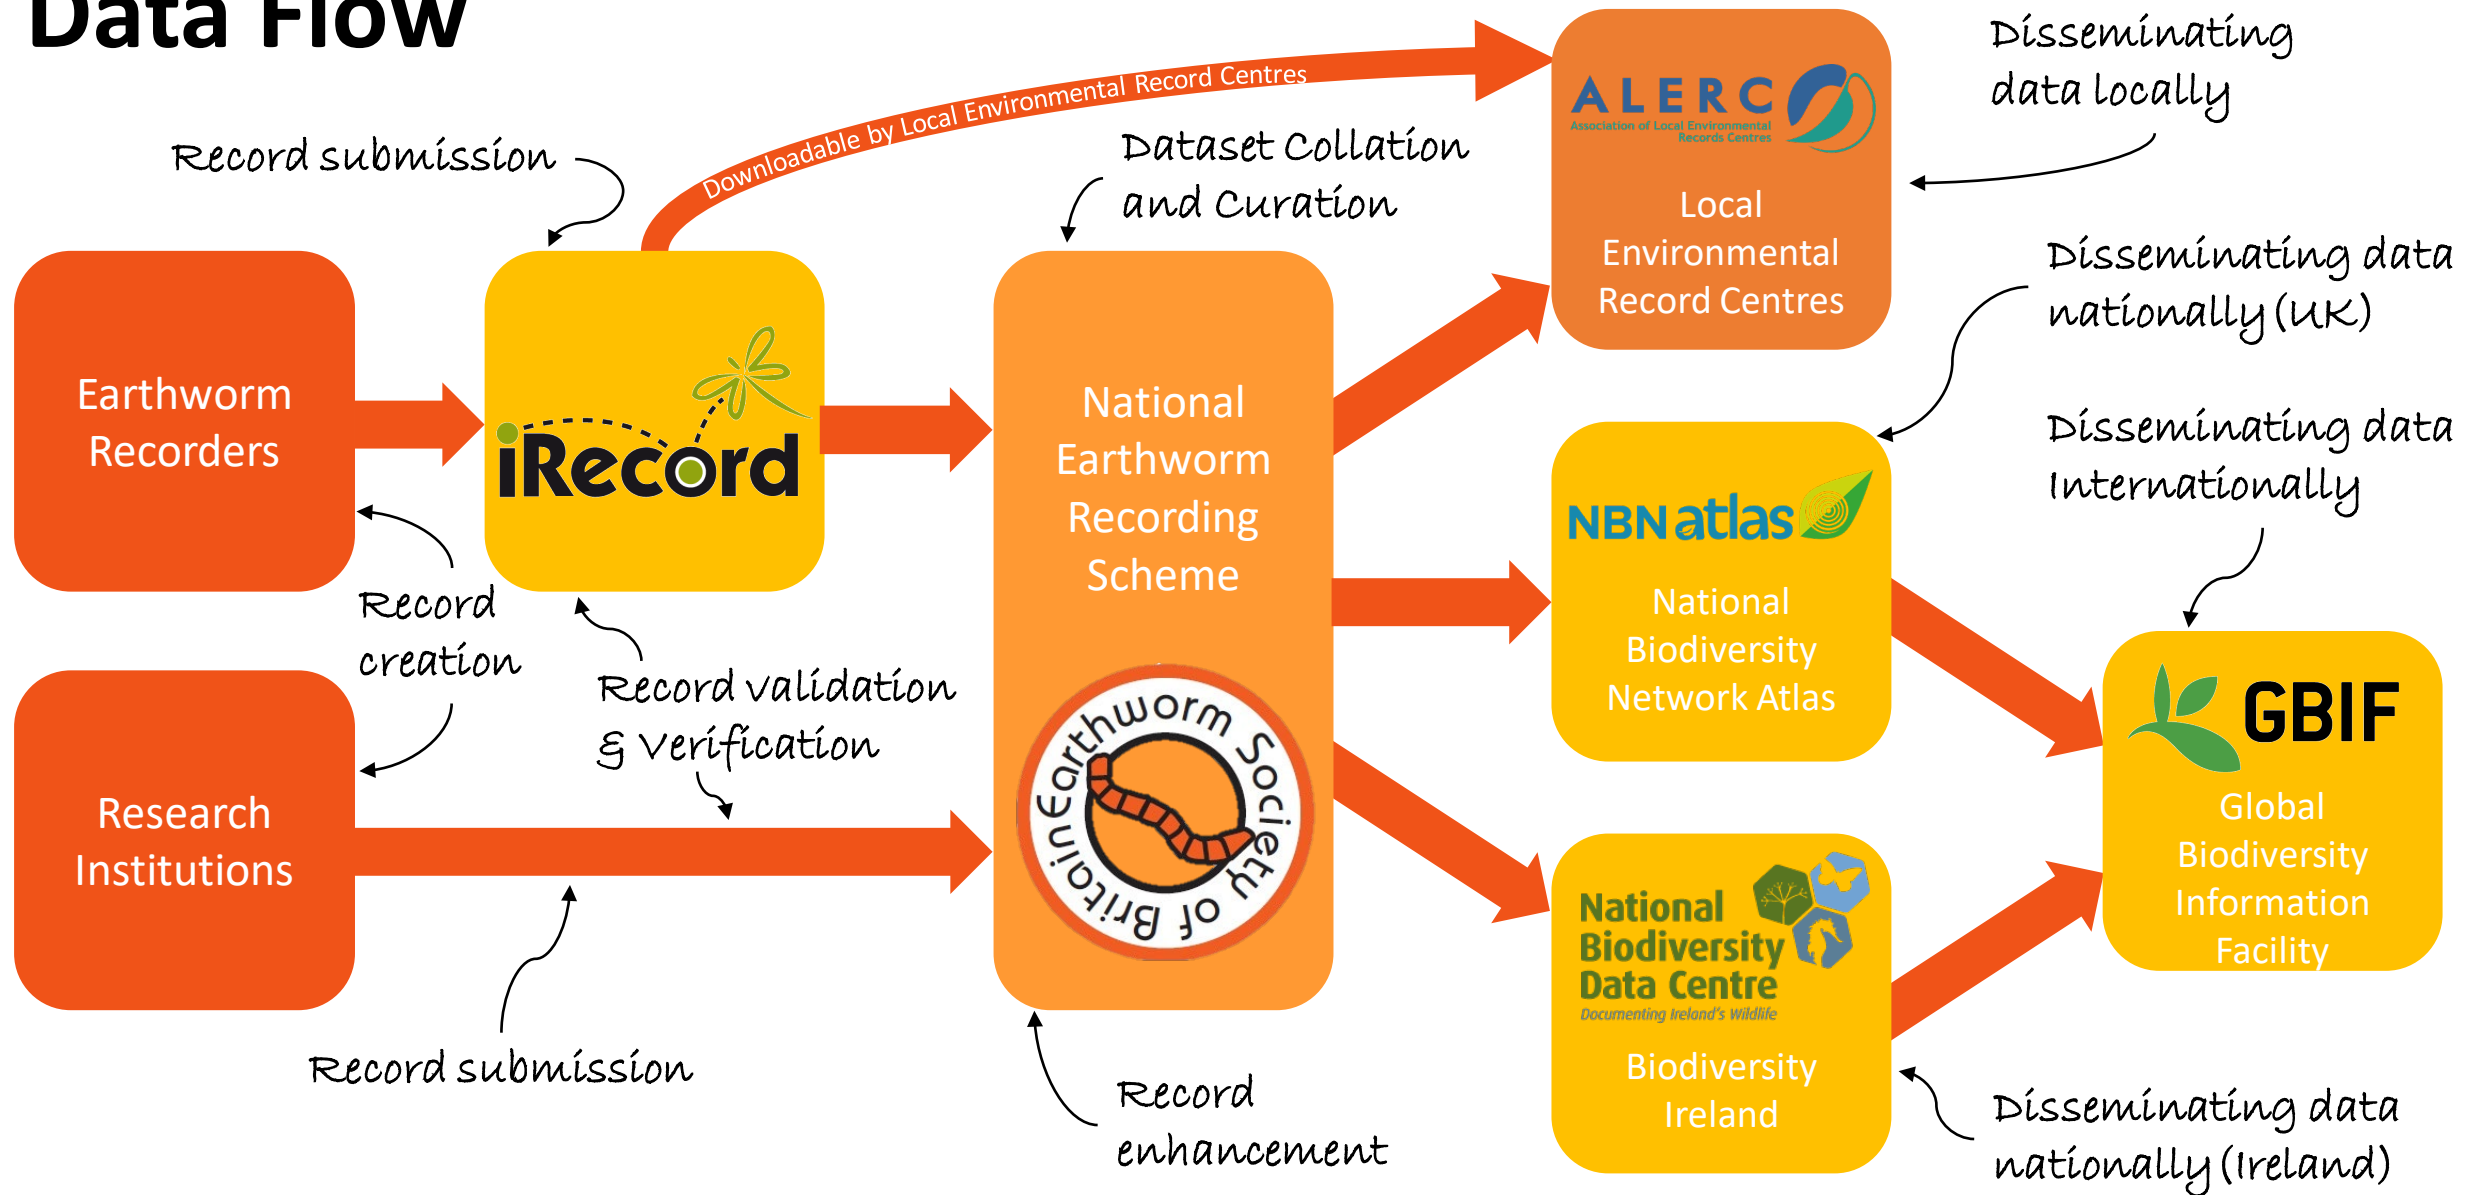 Data Flow
Downloadable by Local Environmental Record Centres
Record submission
Earthworm
Recorders
iRecord
Record
creation
Record validation
& Verification
Research
Institutions
Record submission
Dataset Collation
and Curation
National
Earthworm
Recording
Scheme
Earthworm Society of Britain
Record
enhancement
ALERC
Association of Local Environmental
Records Centres
Local
Environmental
Record Centres
Disseminating
data locally
NBN atlas
National
Biodiversity
Network Atlas
Disseminating data
nationally (UK)
National
Biodiversity
Data Centre
Documenting Ireland's Wildlife
Biodiversity
Ireland
Disseminating data
nationally (Ireland)
Disseminating data
Internationally
GBIF
Global
Biodiversity
Information
Facility